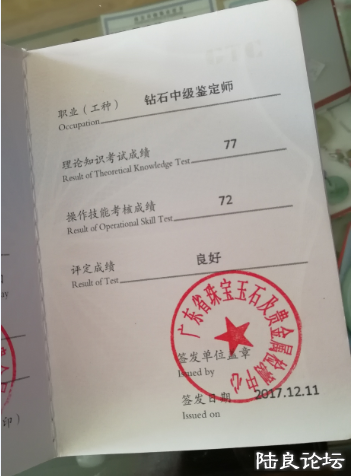 职业（工种） 钻石中级鉴定师
Occupation
理论知识考试成绩 77
Result of Theoretical Knowledge Test
操作技能考核成绩 72
Result of Operational Skill Test
评定成绩 良好
Result of Test
广东省珠宝玉石及贵金属检测中心
签发单位盖章
Issued by
签发日期 2017.12.11
Issued on
陆良论坛